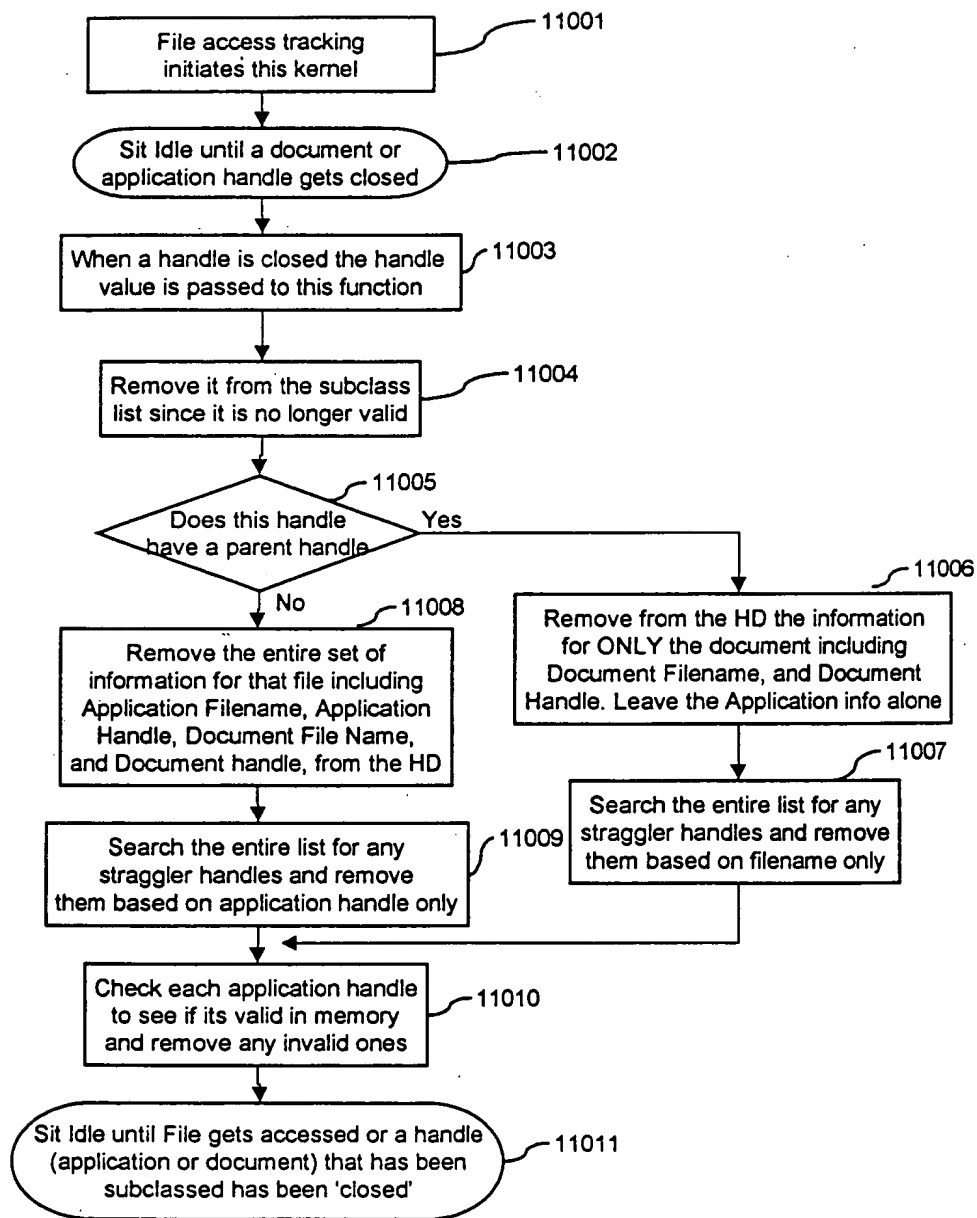 11001
File access tracking
initiates this kernel
Sit Idle until a document or
application handle gets closed
11002
When a handle is closed the handle
value is passed to this function
11003
Remove it from the subclass
list since it is no longer valid
11004
11005
Does this handle
have a parent handle
Yes
No
11006
Remove from the HD the information
for ONLY the document including
Document Filename, and Document
Handle. Leave the Application info alone
11007
Search the entire list for any
straggler handles and remove
them based on filename only
11008
Remove the entire set of
information for that file including
Application Filename, Application
Handle, Document File Name,
and Document handle, from the HD
Search the entire list for any
straggler handles and remove
them based on application handle only
11009
Check each application handle
to see if its valid in memory
and remove any invalid ones
11010
Sit Idle until File gets accessed or a handle
(application or document) that has been
subclassed has been 'closed'
11011